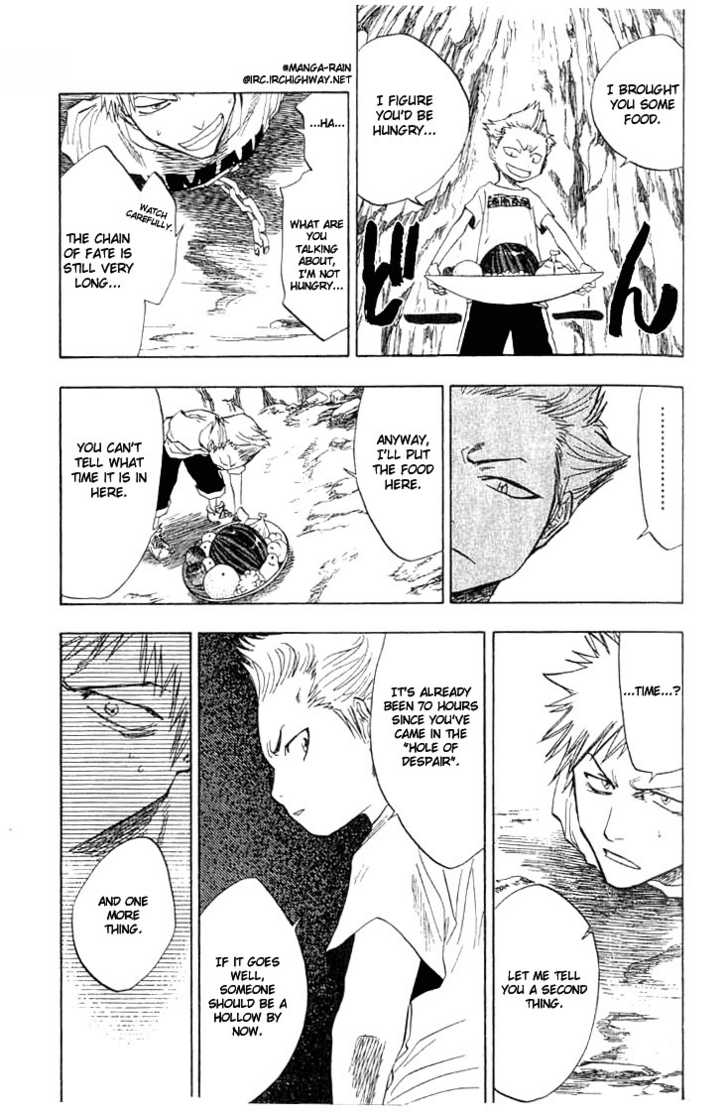 @MANGA-RAIN
@IRC.IRCHIGHWAY.NET
I BROUGHT
YOU SOME
FOOD.
I FIGURE
YOU'D BE
HUNGRY...
ど
ー
ー
ん
...HA...
WHAT ARE
YOU
TALKING
ABOUT,
I'M NOT
HUNGRY...
WATCH
CAREFULLY.
THE CHAIN
OF FATE IS
STILL VERY
LONG...
..........
ANYWAY,
I'LL PUT
THE FOOD
HERE.
YOU CAN'T
TELL WHAT
TIME IT IS IN
HERE.
...TIME...?
LET ME TELL
YOU A SECOND
THING.
IT'S ALREADY
BEEN 70 HOURS
SINCE YOU'VE
CAME IN THE
"HOLE OF
DESPAIR".
IF IT GOES
WELL,
SOMEONE
SHOULD BE A
HOLLOW BY
NOW.
AND ONE
MORE
THING.